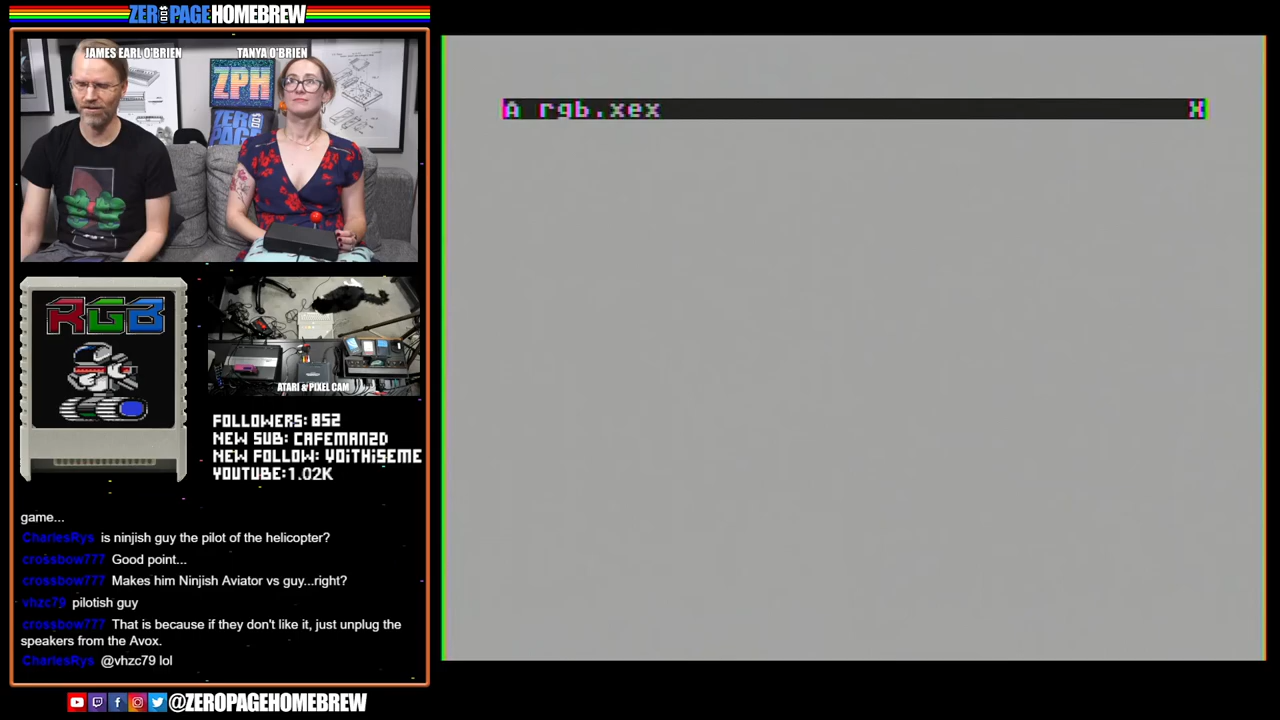 ZER$00PAGEHOMEBREW
JAMES EARL O'BRIEN
TANYA O'BRIEN
ZPH
ZERO
PAGE
A rgb.xex X
RGB
ATARI & PIXEL CAM
FOLLOWERS: 852
NEW SUB: CAFEMAN2D
NEW FOLLOW: VOITHISEME
YOUTUBE:1.02K
game...
CharlesRys is ninjish guy the pilot of the helicopter?
crossbow777 Good point...
crossbow777 Makes him Ninjish Aviator vs guy...right?
vhzc79 pilotish guy
crossbow777 That is because if they don't like it, just unplug the
speakers from the Avox.
CharlesRys @vhzc79 lol
@ZEROPAGEHOMEBREW